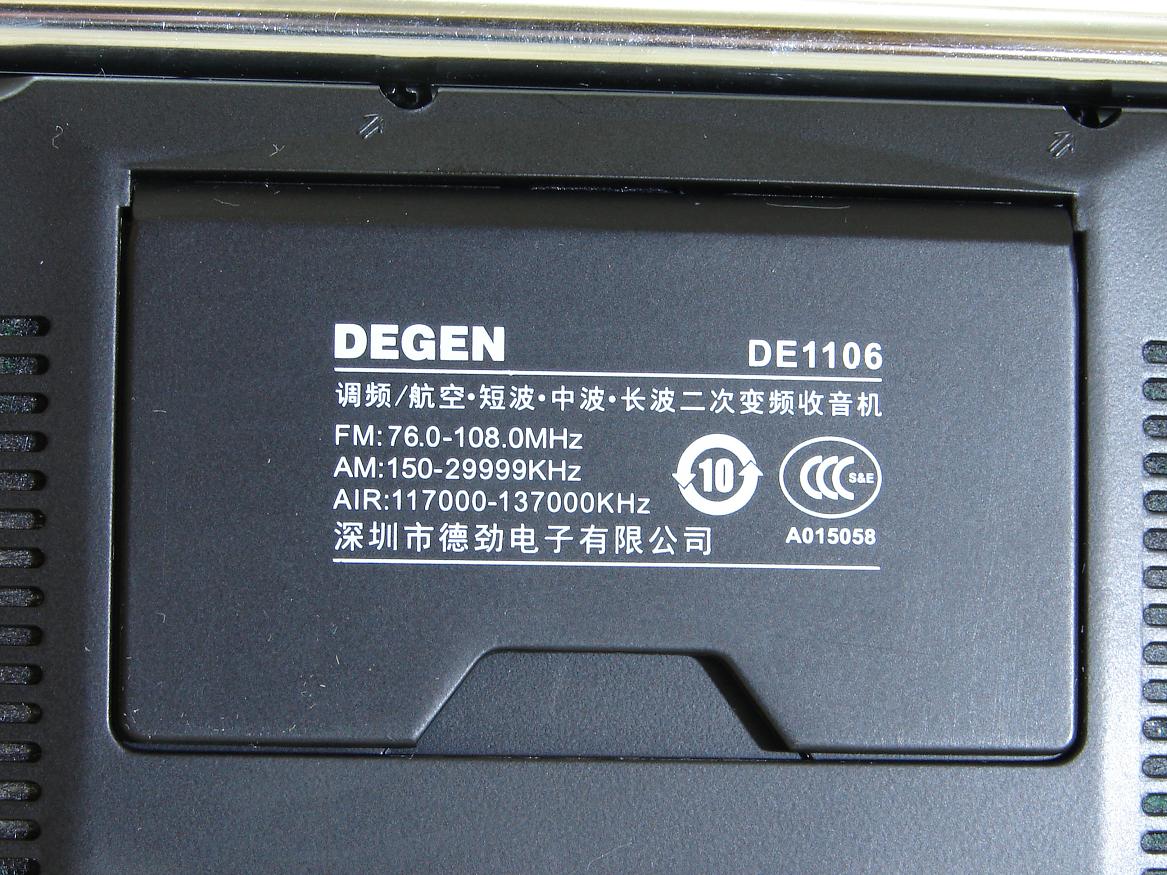 DEGEN DE1106
调频/航空·短波·中波·长波二次变频收音机
FM: 76.0-108.0MHz
AM:150-29999KHz
AIR:117000-137000KHz
10
CCC S&E
A015058
深圳市德劲电子有限公司